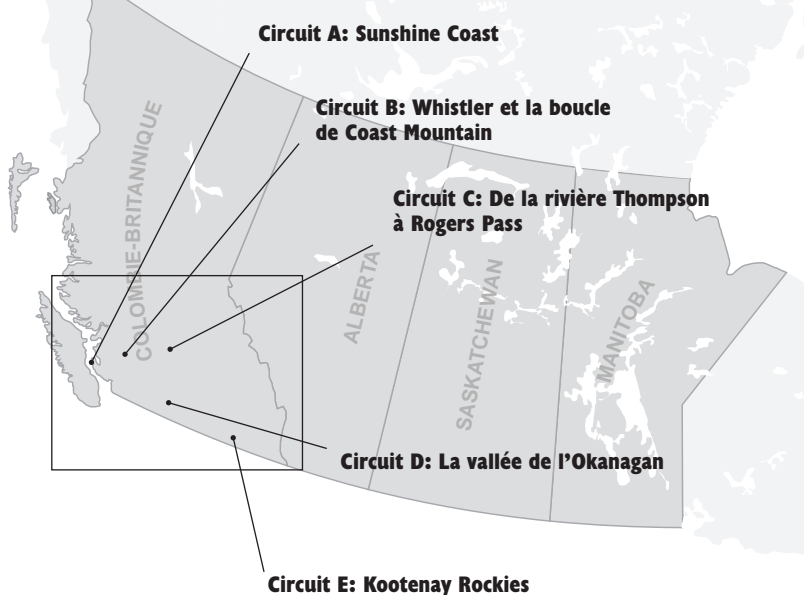 Circuit A: Sunshine Coast
Circuit B: Whistler et la boucle
de Coast Mountain
Circuit C: De la rivière Thompson
à Rogers Pass
COLOMBIE-BRITANNIQUE
ALBERTA
SASKATCHEWAN
MANITOBA
Circuit D: La vallée de l’Okanagan
Circuit E: Kootenay Rockies